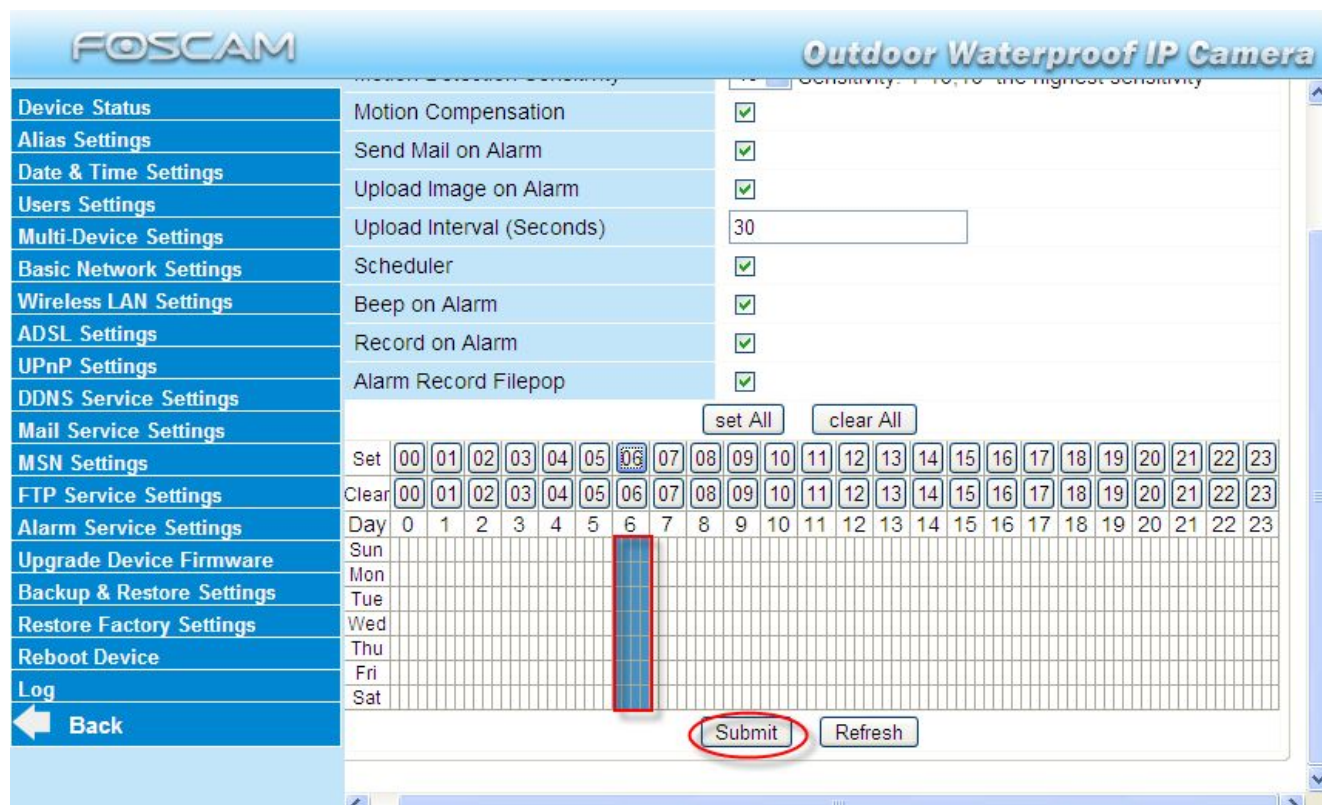 FOSCAM
Outdoor Waterproof IP Camera
Device Status
Alias Settings
Date & Time Settings
Users Settings
Multi-Device Settings
Basic Network Settings
Wireless LAN Settings
ADSL Settings
UPnP Settings
DDNS Service Settings
Mail Service Settings
MSN Settings
FTP Service Settings
Alarm Service Settings
Upgrade Device Firmware
Backup & Restore Settings
Restore Factory Settings
Reboot Device
Log
Back
Motion Detection Sensitivity
Motion Compensation
Send Mail on Alarm
Upload Image on Alarm
Upload Interval (Seconds) 30
Scheduler
Beep on Alarm
Record on Alarm
Alarm Record Filepop
set All clear All
Set 00 01 02 03 04 05 06 07 08 09 10 11 12 13 14 15 16 17 18 19 20 21 22 23
Clear 00 01 02 03 04 05 06 07 08 09 10 11 12 13 14 15 16 17 18 19 20 21 22 23
Day 0 1 2 3 4 5 6 7 8 9 10 11 12 13 14 15 16 17 18 19 20 21 22 23
Sun
Mon
Tue
Wed
Thu
Fri
Sat
Submit Refresh